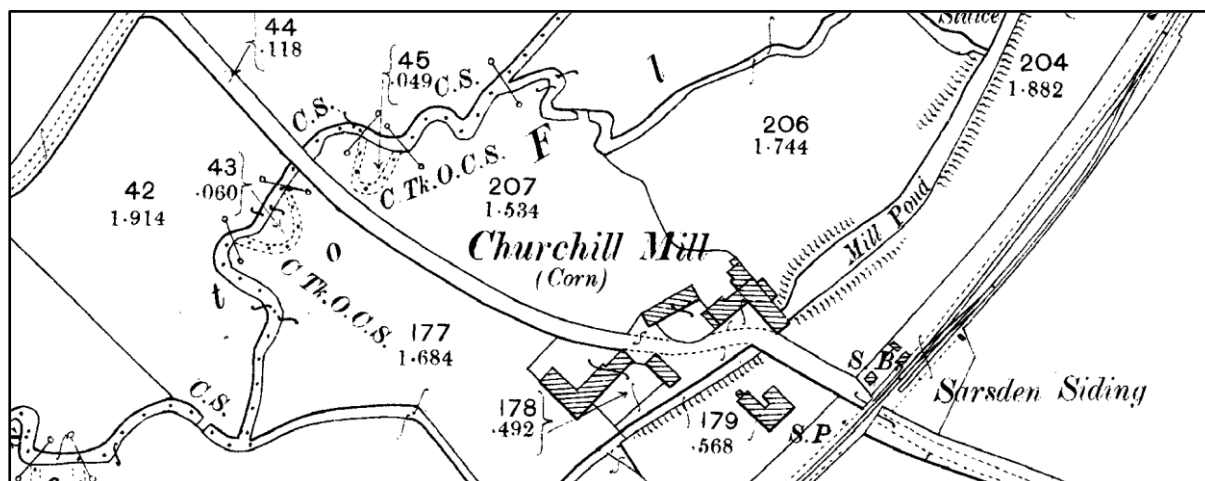 44
.118
Sluice
204
1.882
45
.049
C.S.
C.S.
l
F
206
1.744
C.Tk.O.C.S.
207
1.534
43
.060
42
1.914
o
t
C.Tk.O.C.S.
Churchill Mill
(Corn)
Mill Pond
177
1.684
S.B.
Sarsden Siding
C.S.
178
.492
179
.568
S.P.